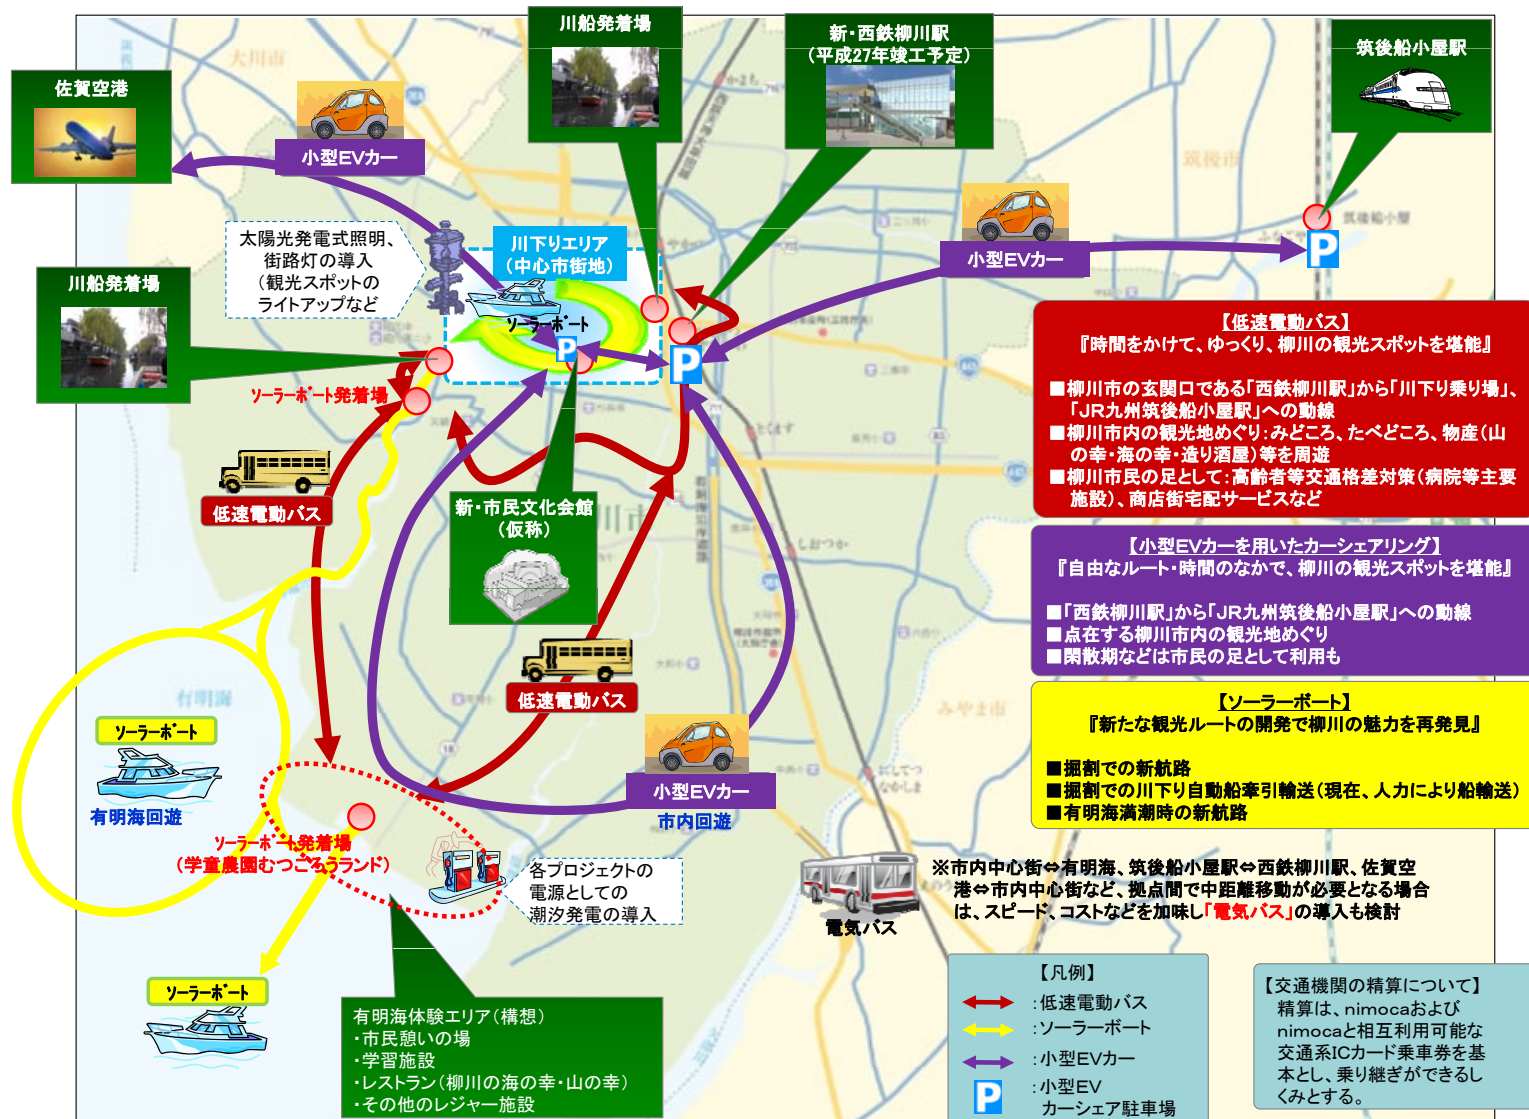 川船発着場
新・西鉄柳川駅
(平成27年竣工予定)
筑後船小屋駅
佐賀空港
小型EVカー
大川市
筑後市
筑後船小屋
小型EVカー
太陽光発電式照明、
街路灯の導入
(観光スポットの
ライトアップなど
川下りエリア
(中心市街地)
ソーラーボート
P
P
P
川船発着場
ソーラーボート発着場
低速電動バス
新・市民文化会館
(仮称)
川市
しおつか
とくます
低速電動バス
小型EVカー
市内回遊
みやま市
有明海
ソーラーボート
有明海回遊
ソーラーボート発着場
(学童農園むつごろうランド)
各プロジェクトの
電源としての
潮汐発電の導入
ソーラーボート
有明海体験エリア(構想)
・市民憩いの場
・学習施設
・レストラン(柳川の海の幸・山の幸)
・その他のレジャー施設
【低速電動バス】
『時間をかけて、ゆっくり、柳川の観光スポットを堪能』
■柳川市の玄関口である「西鉄柳川駅」から「川下り乗り場」、
「JR九州筑後船小屋駅」への動線
■柳川市内の観光地めぐり:みどころ、たべどころ、物産(山
の幸・海の幸・造り酒屋)等を周遊
■柳川市民の足として:高齢者等交通格差対策(病院等主要
施設)、商店街宅配サービスなど
【小型EVカーを用いたカーシェアリング】
『自由なルート・時間のなかで、柳川の観光スポットを堪能』
■「西鉄柳川駅」から「JR九州筑後船小屋駅」への動線
■点在する柳川市内の観光地めぐり
■閑散期などは市民の足として利用も
【ソーラーボート】
『新たな観光ルートの開発で柳川の魅力を再発見』
■掘割での新航路
■掘割での川下り自動船牽引輸送(現在、人力により船輸送)
■有明海満潮時の新航路
電気バス
※市内中心街⇔有明海、筑後船小屋駅⇔西鉄柳川駅、佐賀空
港⇔市内中心街など、拠点間で中距離移動が必要となる場合
は、スピード、コストなどを加味し「電気バス」の導入も検討
【凡例】
:低速電動バス
:ソーラーボート
:小型EVカー
P
:小型EV
カーシェア駐車場
【交通機関の精算について】
精算は、nimocaおよび
nimocaと相互利用可能な
交通系ICカード乗車券を基
本とし、乗り継ぎができるし
くみとする。